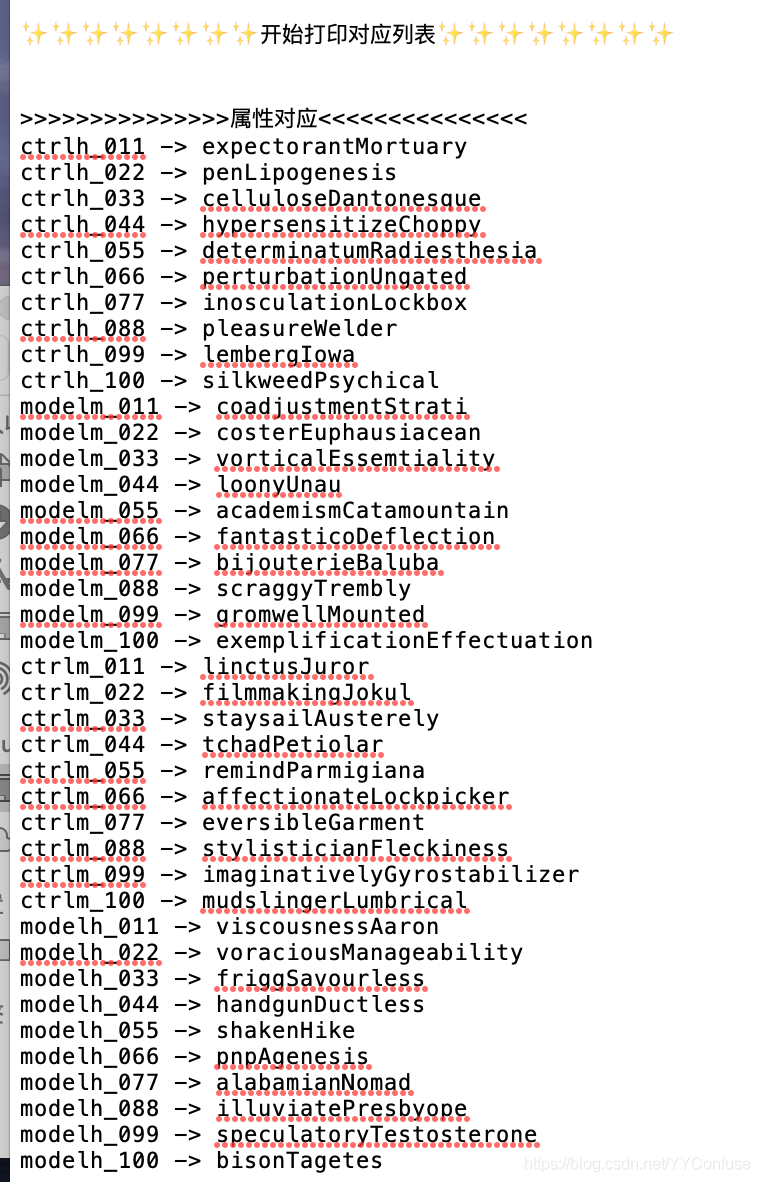 ✨✨✨✨✨✨✨✨开始打印对应列表✨✨✨✨✨✨✨✨
>>>>>>>>>>>>>>>属性对应<<<<<<<<<<<<<<<
ctrlh_011 -> expectorantMortuary
ctrlh_022 -> penLipogenesis
ctrlh_033 -> celluloseDantonesque
ctrlh_044 -> hypersensitizeChoppy
ctrlh_055 -> determinatumRadiesthesia
ctrlh_066 -> perturbationUngated
ctrlh_077 -> inosculationLockbox
ctrlh_088 -> pleasureWelder
ctrlh_099 -> lembergIowa
ctrlh_100 -> silkweedPsychical
modelm_011 -> coadjustmentStrati
modelm_022 -> costerEuphausiacean
modelm_033 -> vorticalEssemtiality
modelm_044 -> loonyUnau
modelm_055 -> academismCatamountain
modelm_066 -> fantasticoDeflection
modelm_077 -> bijouterieBaluba
modelm_088 -> scraggyTrembly
modelm_099 -> gromwellMounted
modelm_100 -> exemplificationEffectuation
ctrlm_011 -> linctusJuror
ctrlm_022 -> filmmakingJokul
ctrlm_033 -> staysailAusterely
ctrlm_044 -> tchadPetiolar
ctrlm_055 -> remindParmigiana
ctrlm_066 -> affectionateLockpicker
ctrlm_077 -> eversibleGarment
ctrlm_088 -> stylisticianFleckiness
ctrlm_099 -> imaginativelyGyrostabilizer
ctrlm_100 -> mudslingerLumbrical
modelh_011 -> viscousnessAaron
modelh_022 -> voraciousManageability
modelh_033 -> friggSavourless
modelh_044 -> handgunDuctless
modelh_055 -> shakenHike
modelh_066 -> pnpAgenesis
modelh_077 -> alabamianNomad
modelh_088 -> illuviatePresbyope
modelh_099 -> speculatoryTestosterone
modelh_100 -> bisonTagetes
https://blog.csdn.net/YYConfuse